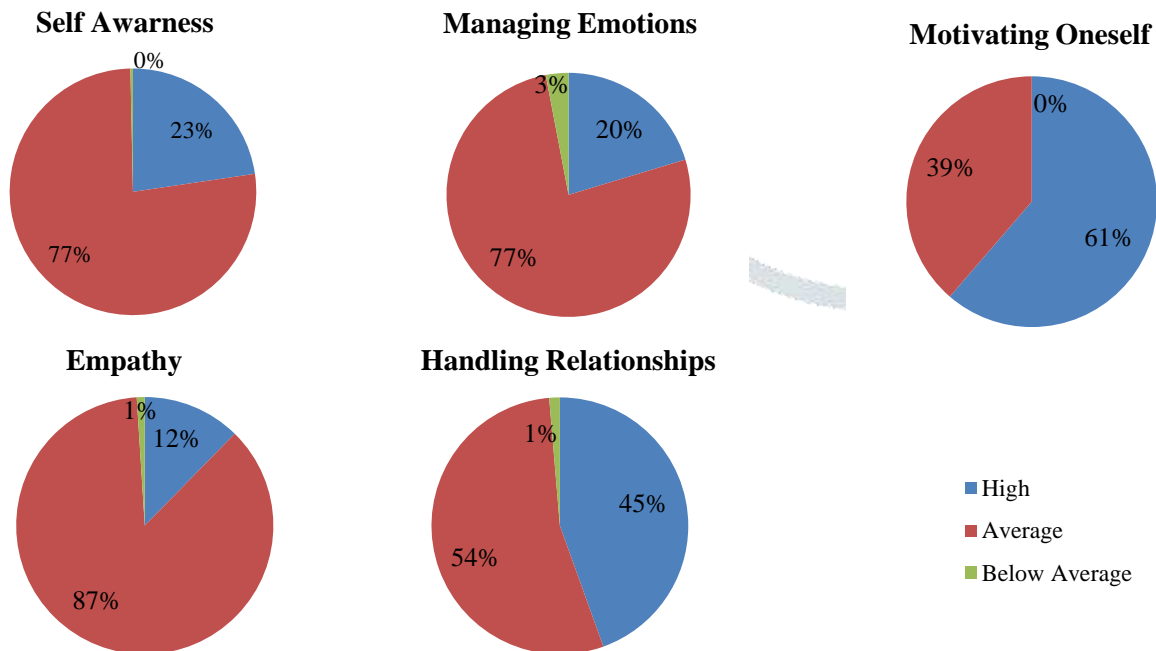 Self Awarness
0%
23%
77%
Managing Emotions
3%
20%
77%
Motivating Oneself
0%
39%
61%
Empathy
1%
12%
87%
Handling Relationships
1%
45%
54%
High
Average
Below Average